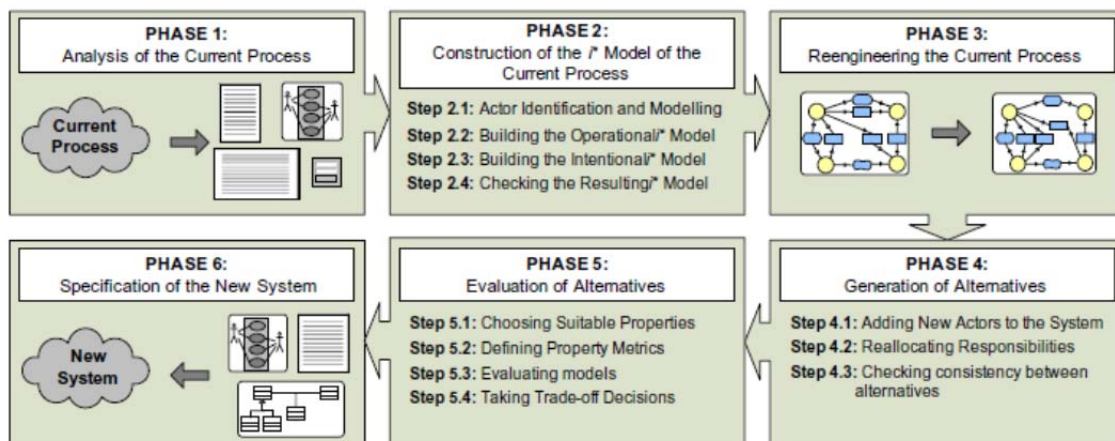 PHASE 1:
Analysis of the Current Process
Current
Process
PHASE 2:
Construction of the i* Model of the
Current Process
Step 2.1: Actor Identification and Modelling
Step 2.2: Building the Operationali* Model
Step 2.3: Building the Intentionali* Model
Step 2.4: Checking the Resultingi* Model
PHASE 3:
Reengineering the Current Process
PHASE 4:
Generation of Alternatives
Step 4.1: Adding New Actors to the System
Step 4.2: Reallocating Responsibilities
Step 4.3: Checking consistency between
alternatives
PHASE 5:
Evaluation of Alternatives
Step 5.1: Choosing Suitable Properties
Step 5.2: Defining Property Metrics
Step 5.3: Evaluating models
Step 5.4: Taking Trade-off Decisions
PHASE 6:
Specification of the New System
New
System